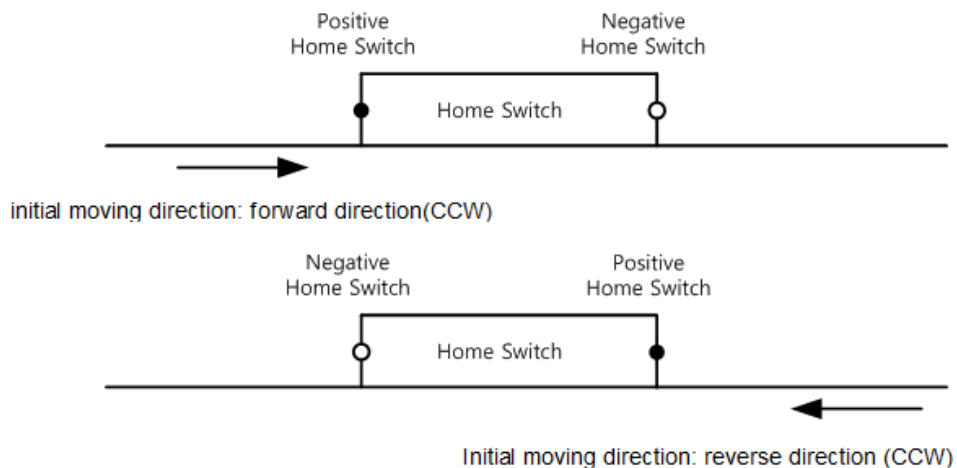 Positive
Home Switch
Negative
Home Switch
Home Switch
initial moving direction: forward direction(CCW)
Negative
Home Switch
Positive
Home Switch
Home Switch
Initial moving direction: reverse direction (CCW)